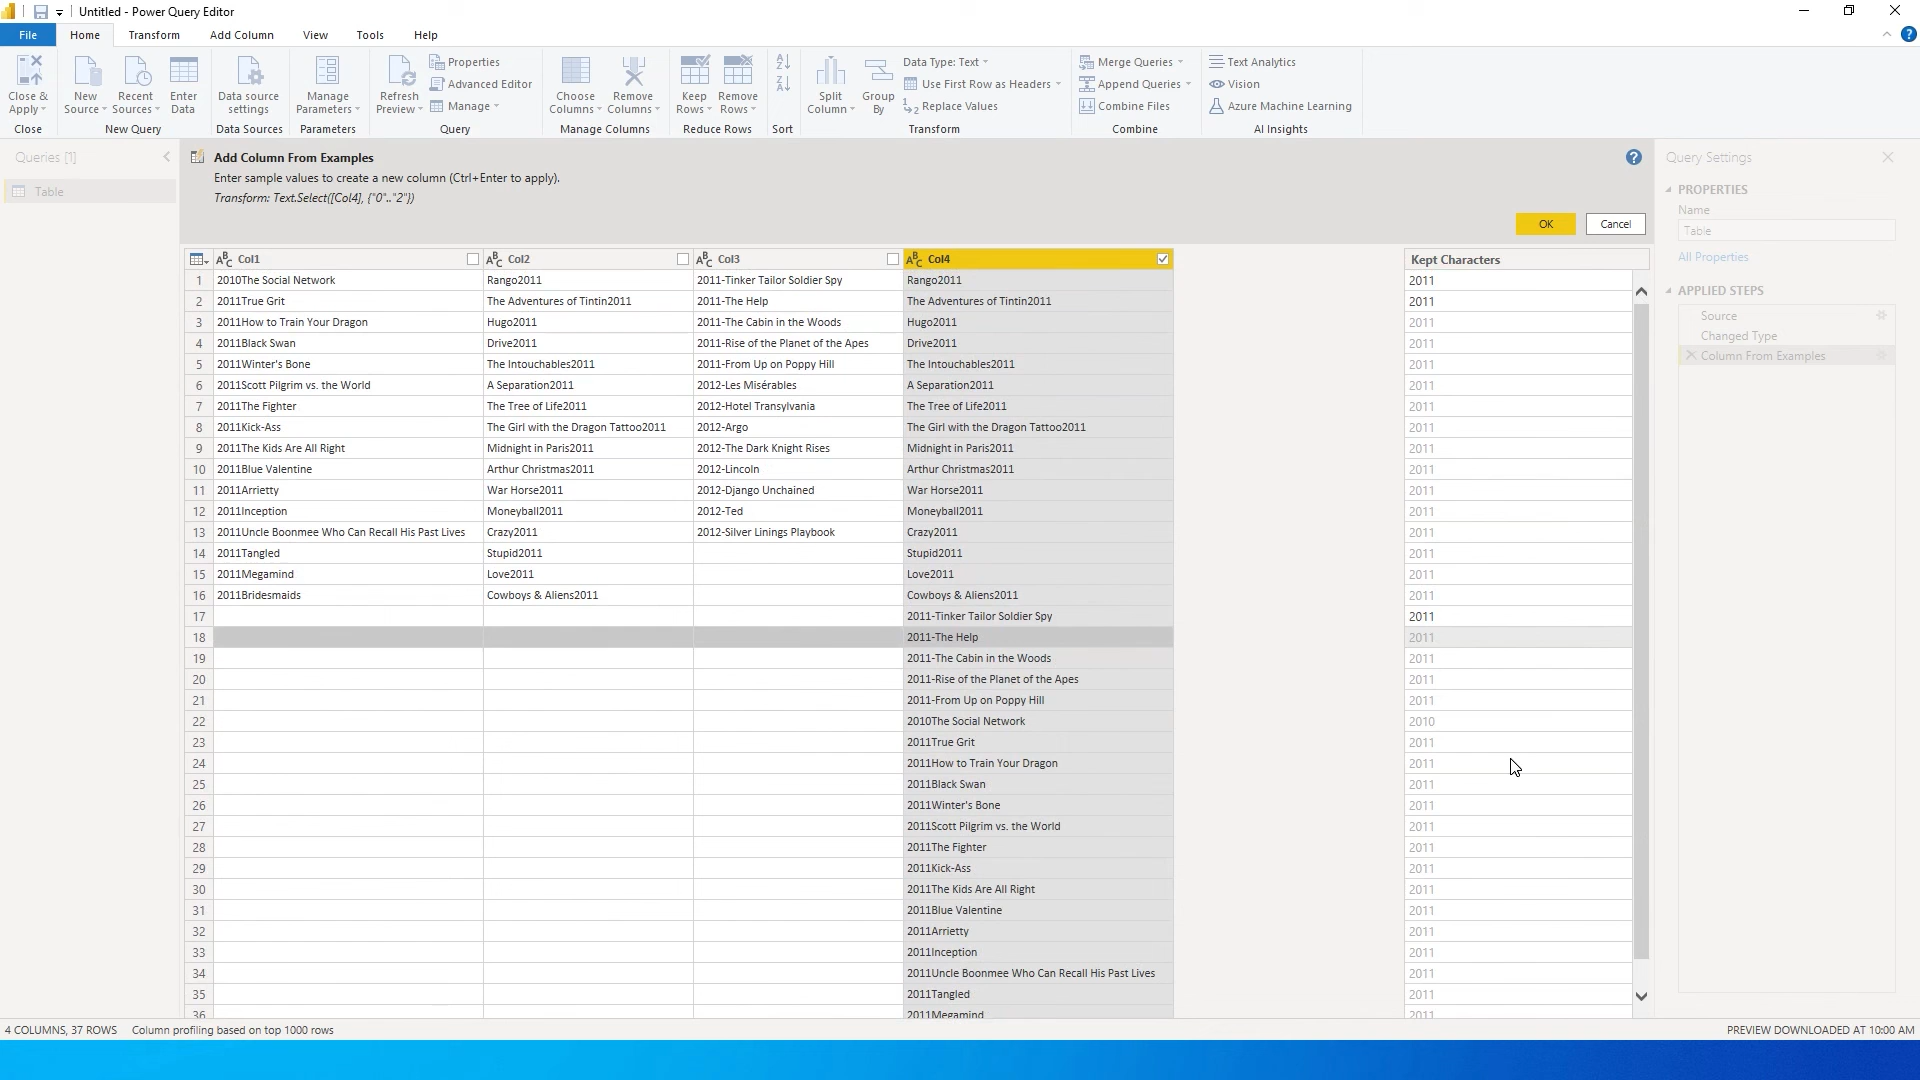 Untitled - Power Query Editor
File Home Transform Add Column View Tools Help
Close & Apply
Close
New Source
Recent Sources
Enter Data
New Query
Data source settings
Data Sources
Manage Parameters
Parameters
Refresh Preview
Properties
Advanced Editor
Manage
Query
Choose Columns
Remove Columns
Manage Columns
Keep Rows
Remove Rows
Reduce Rows
Sort
Split Column
Group By
Data Type: Text
Use First Row as Headers
Replace Values
Transform
Merge Queries
Append Queries
Combine Files
Combine
Text Analytics
Vision
Azure Machine Learning
AI Insights
Queries [1]
Table
Add Column From Examples
Enter sample values to create a new column (Ctrl+Enter to apply).
Transform: Text.Select([Col4], {"0".."2"})
OK Cancel
Col1 Col2 Col3 Col4 Kept Characters
1 2010The Social Network Rango2011 2011-Tinker Tailor Soldier Spy Rango2011 2011
2 2011True Grit The Adventures of Tintin2011 2011-The Help The Adventures of Tintin2011 2011
3 2011How to Train Your Dragon Hugo2011 2011-The Cabin in the Woods Hugo2011 2011
4 2011Black Swan Drive2011 2011-Rise of the Planet of the Apes Drive2011 2011
5 2011Winter's Bone The Intouchables2011 2011-From Up on Poppy Hill The Intouchables2011 2011
6 2011Scott Pilgrim vs. the World A Separation2011 2012-Les Misérables A Separation2011 2011
7 2011The Fighter The Tree of Life2011 2012-Hotel Transylvania The Tree of Life2011 2011
8 2011Kick-Ass The Girl with the Dragon Tattoo2011 2012-Argo The Girl with the Dragon Tattoo2011 2011
9 2011The Kids Are All Right Midnight in Paris2011 2012-The Dark Knight Rises Midnight in Paris2011 2011
10 2011Blue Valentine Arthur Christmas2011 2012-Lincoln Arthur Christmas2011 2011
11 2011Arrietty War Horse2011 2012-Django Unchained War Horse2011 2011
12 2011Inception Moneyball2011 2012-Ted Moneyball2011 2011
13 2011Uncle Boonmee Who Can Recall His Past Lives Crazy2011 2012-Silver Linings Playbook Crazy2011 2011
14 2011Tangled Stupid2011 Stupid2011 2011
15 2011Megamind Love2011 Love2011 2011
16 2011Bridesmaids Cowboys & Aliens2011 Cowboys & Aliens2011 2011
17 2011-Tinker Tailor Soldier Spy 2011
18 2011-The Help 2011
19 2011-The Cabin in the Woods 2011
20 2011-Rise of the Planet of the Apes 2011
21 2011-From Up on Poppy Hill 2011
22 2010The Social Network 2010
23 2011True Grit 2011
24 2011How to Train Your Dragon 2011
25 2011Black Swan 2011
26 2011Winter's Bone 2011
27 2011Scott Pilgrim vs. the World 2011
28 2011The Fighter 2011
29 2011Kick-Ass 2011
30 2011The Kids Are All Right 2011
31 2011Blue Valentine 2011
32 2011Arrietty 2011
33 2011Inception 2011
34 2011Uncle Boonmee Who Can Recall His Past Lives 2011
35 2011Tangled 2011
36 2011Megamind 2011
Query Settings
PROPERTIES
Name
Table
All Properties
APPLIED STEPS
Source
Changed Type
Column From Examples
4 COLUMNS, 37 ROWS Column profiling based on top 1000 rows PREVIEW DOWNLOADED AT 10:00 AM